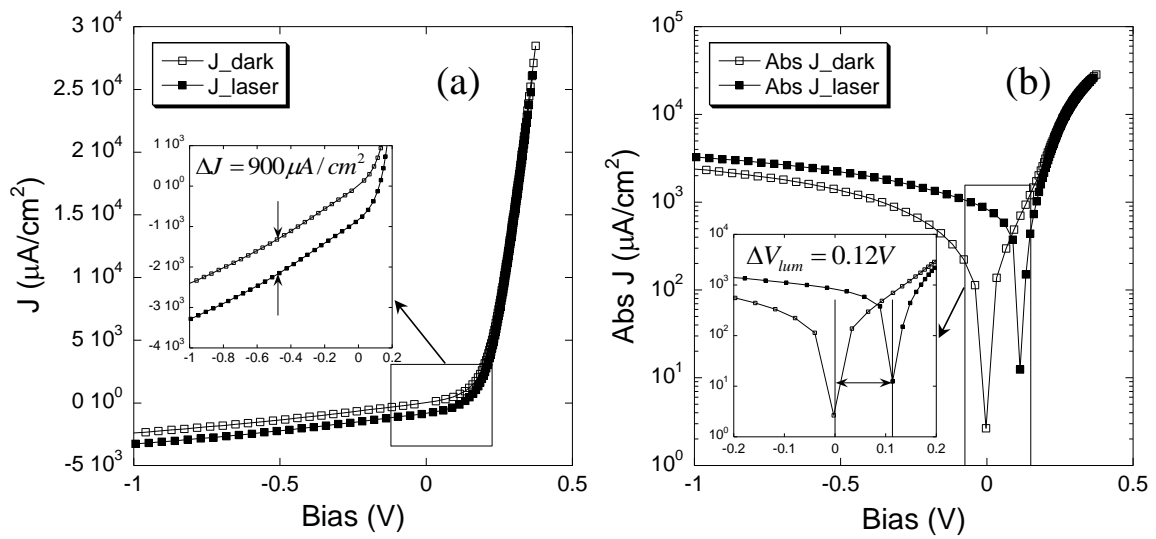 3 10^4
2.5 10^4
2 10^4
1.5 10^4
1 10^4
5 10^3
0 10^0
-5 10^3
J (μA/cm²)
J_dark
J_laser
(a)
1 10^3
0 10^0
-1 10^3
-2 10^3
-3 10^3
-4 10^3
ΔJ = 900 μA / cm²
-1 -0.8 -0.6 -0.4 -0.2 0 0.2
-1 -0.5 0 0.5
Bias (V)
10^5
10^4
10^3
10^2
10^1
10^0
Abs J (μA/cm²)
Abs J_dark
Abs J_laser
(b)
10^4
10^3
10^2
10^1
10^0
ΔV_lum = 0.12V
-0.2 -0.1 0 0.1 0.2
-1 -0.5 0 0.5
Bias (V)